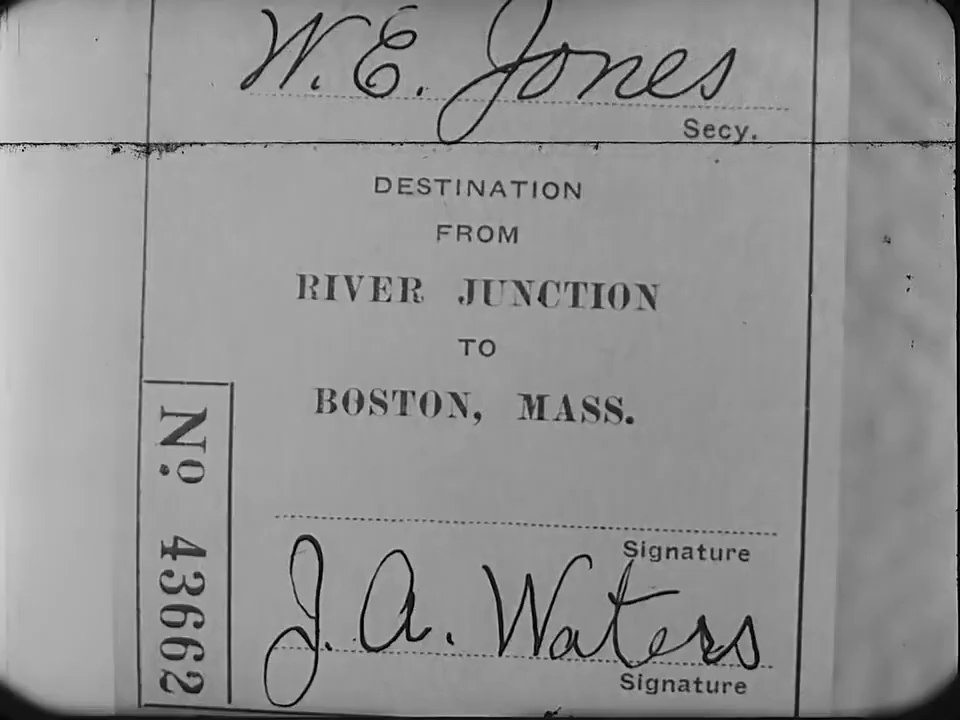 W. E. Jones
Secy.
DESTINATION
FROM
RIVER JUNCTION
TO
BOSTON, MASS.
Signature
J. A. Waters
Signature
No. 43662